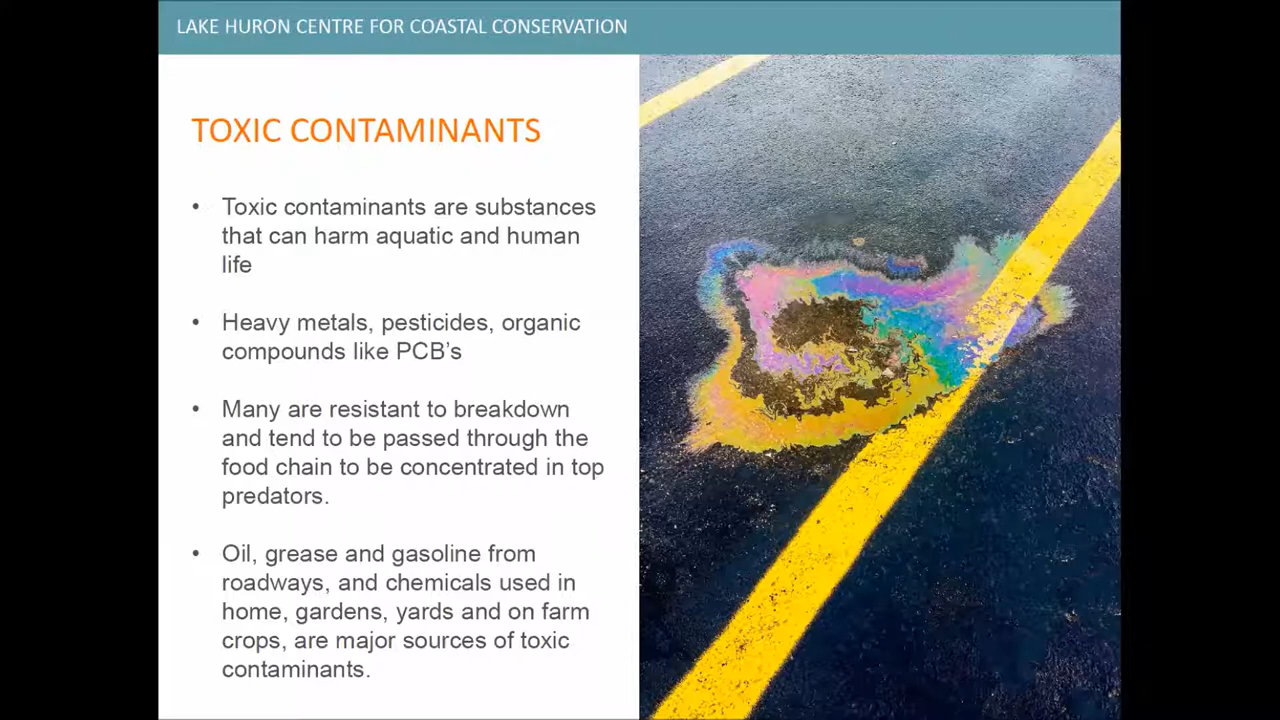 LAKE HURON CENTRE FOR COASTAL CONSERVATION
TOXIC CONTAMINANTS
• Toxic contaminants are substances
that can harm aquatic and human
life
• Heavy metals, pesticides, organic
compounds like PCB’s
• Many are resistant to breakdown
and tend to be passed through the
food chain to be concentrated in top
predators.
• Oil, grease and gasoline from
roadways, and chemicals used in
home, gardens, yards and on farm
crops, are major sources of toxic
contaminants.